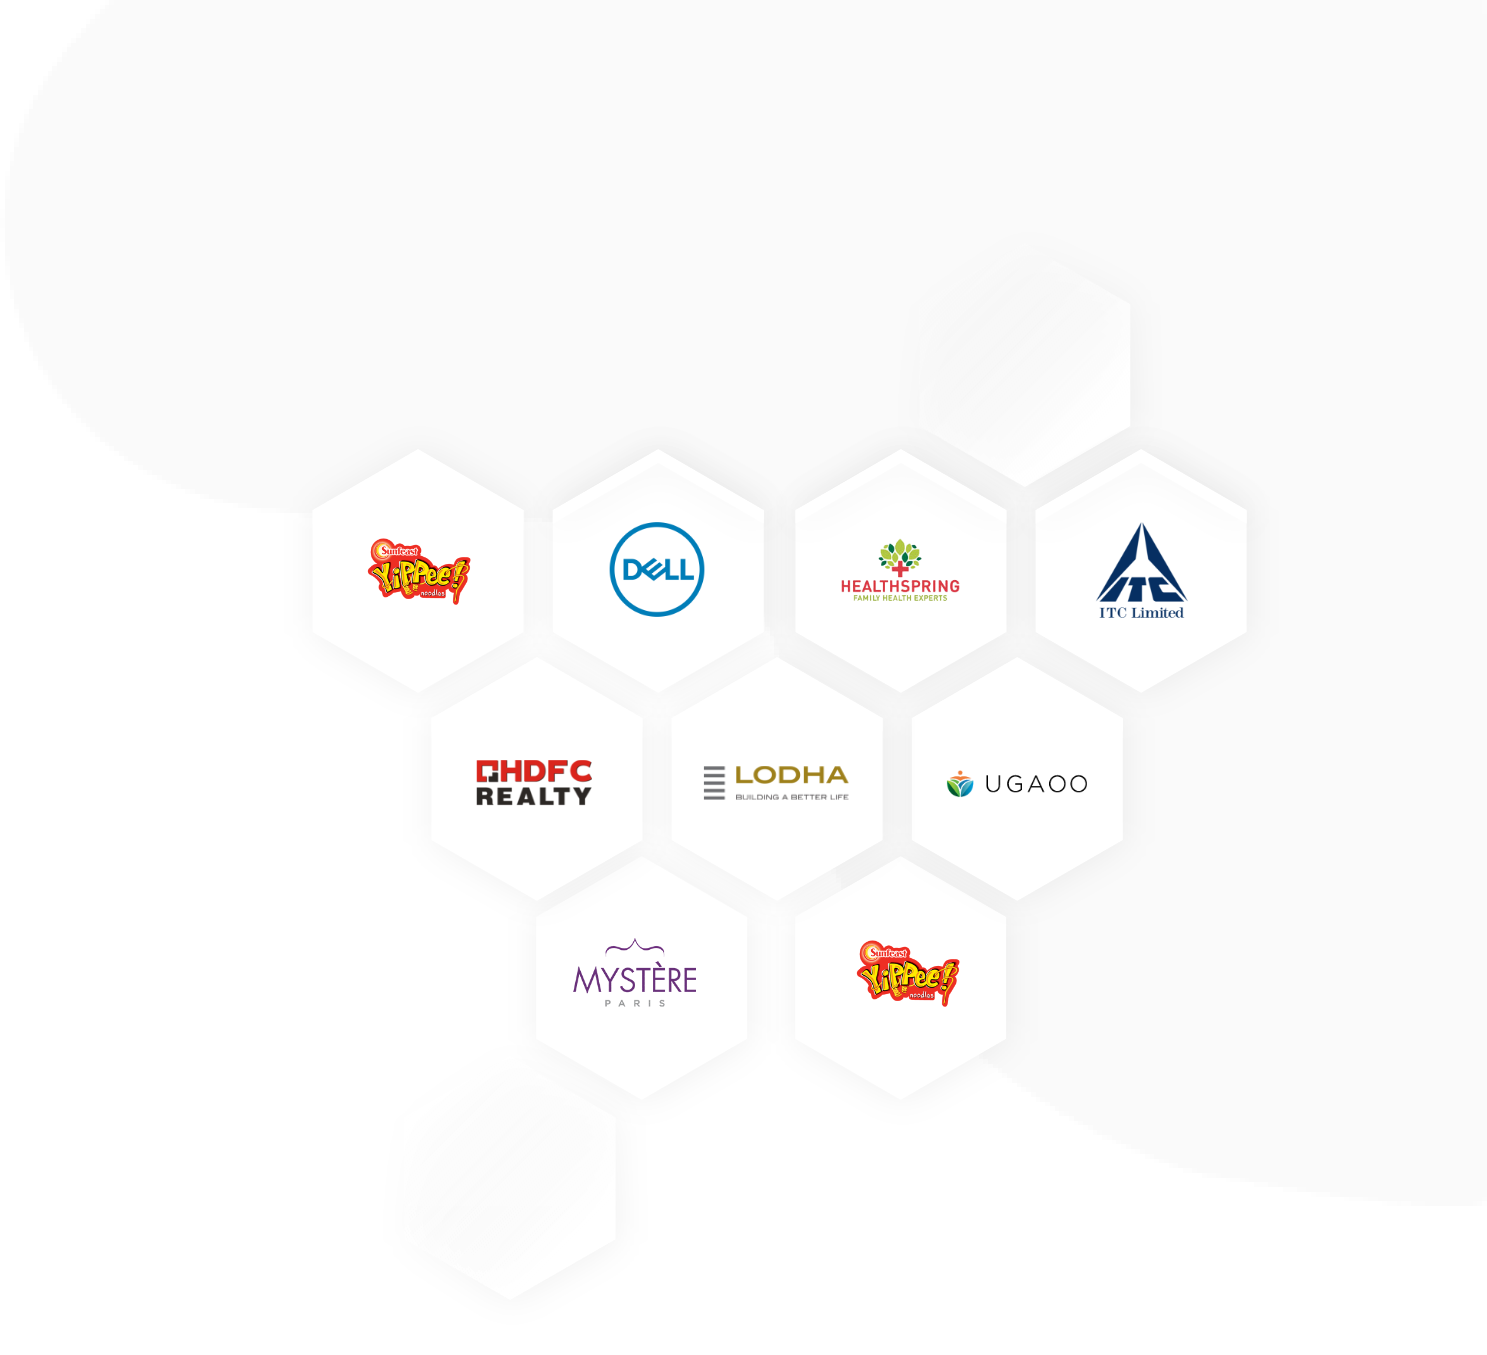 Sunfeast
YiPPee!
noodles
DELL
HEALTHSPRING
FAMILY HEALTH EXPERTS
ITC
ITC Limited
HDFC
REALTY
LODHA
BUILDING A BETTER LIFE
UGAOO
MYSTÈRE
PARIS
Sunfeast
YiPPee!
noodles